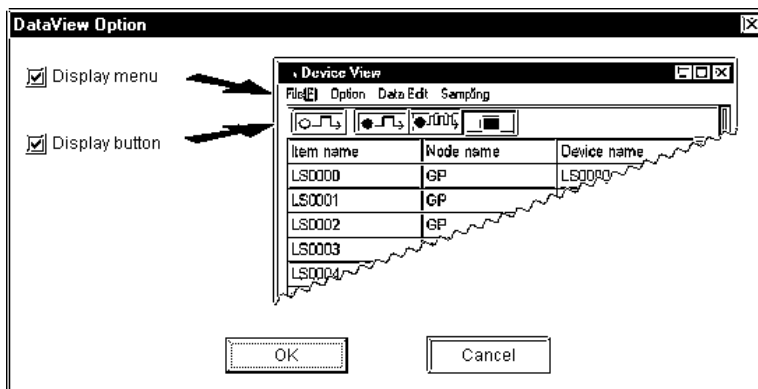 DataView Option
Display menu
Display button
Device View
File(F) Option Data Edit Sampling
Item name Node name Device name
LS0000 GP LS0000
LS0001 GP
LS0002 GP
LS0003
LS0004
OK Cancel